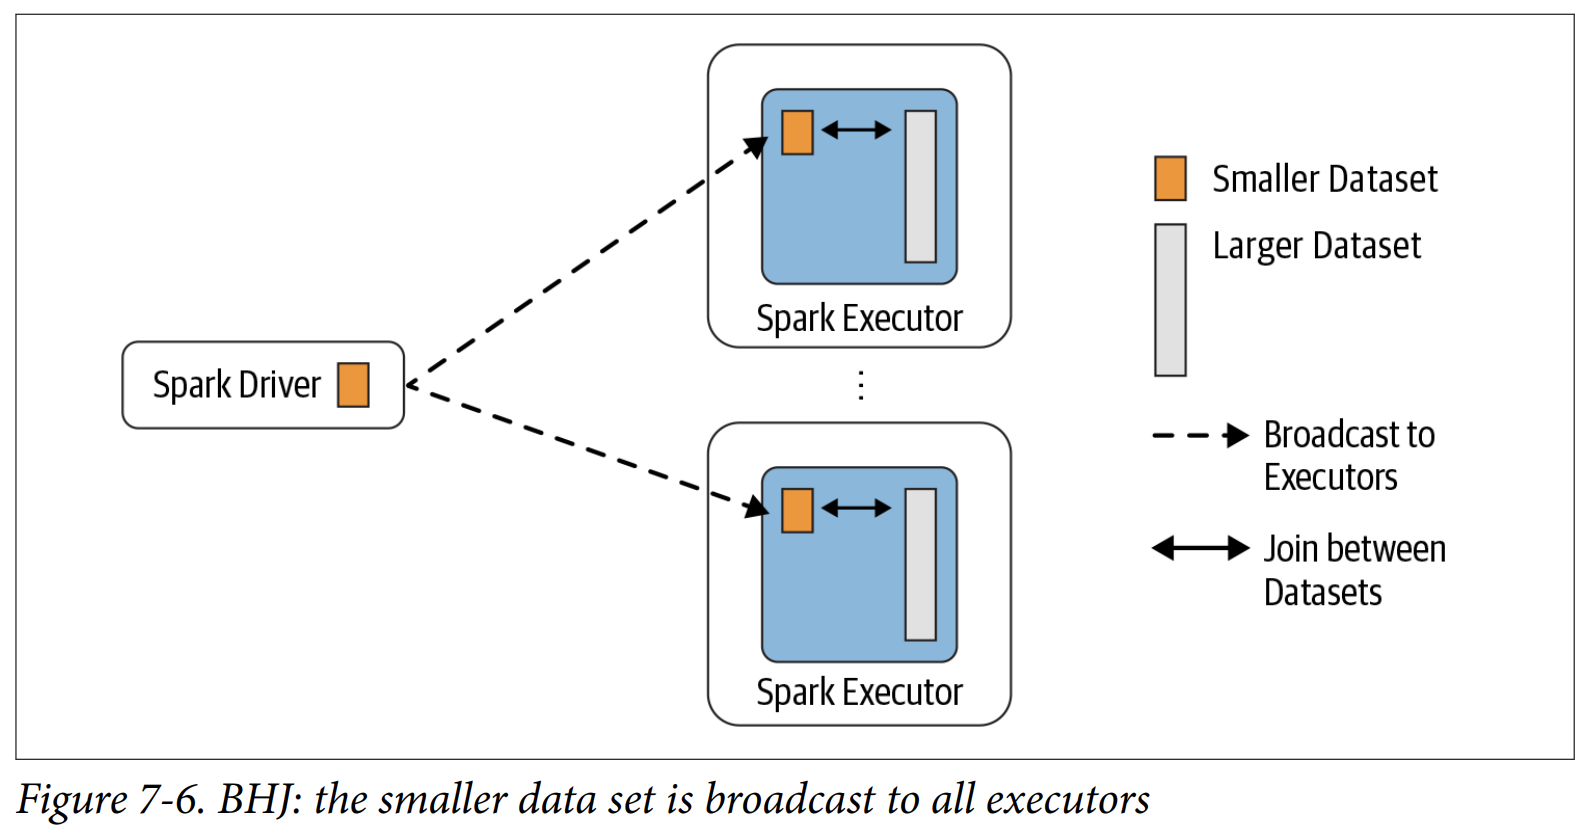 Spark Executor
Spark Driver
Spark Executor
Smaller Dataset
Larger Dataset
Broadcast to
Executors
Join between
Datasets
Figure 7-6. BHJ: the smaller data set is broadcast to all executors